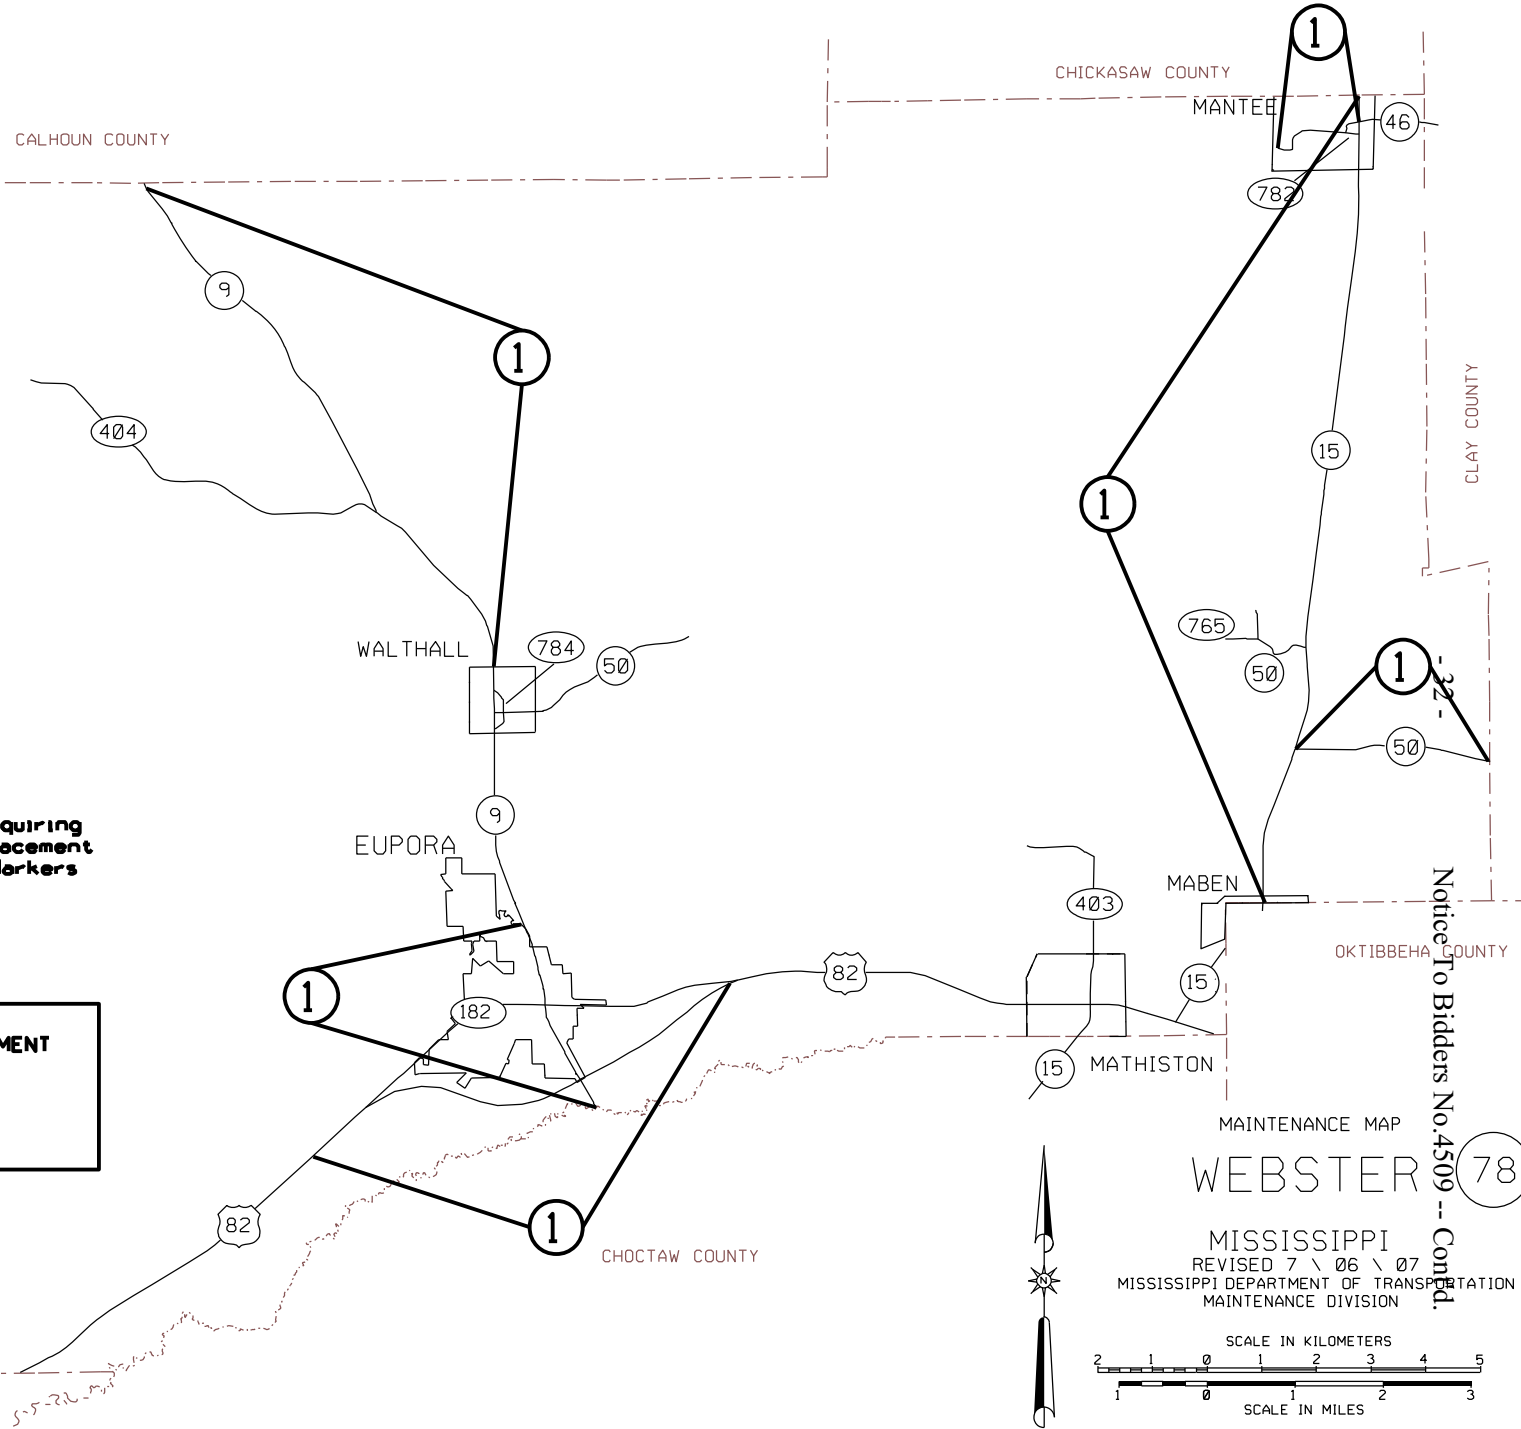 1
CHICKASAW COUNTY
MANTEE
46
CALHOUN COUNTY
782
9
1
404
15
CLAY COUNTY
1
765
50
WALTHALL
784
50
1
- 32 -
50
9
quiring
acement
arkers
EUPORA
MABEN
403
Notice To Bidders No.4509 -- Cont'd.
OKTIBBEHA COUNTY
82
15
1
182
MENT
15
MATHISTON
MAINTENANCE MAP
WEBSTER 78
82
1
CHOCTAW COUNTY
MISSISSIPPI
REVISED 7 \ 06 \ 07
MISSISSIPPI DEPARTMENT OF TRANSPORTATION
MAINTENANCE DIVISION
N
SCALE IN KILOMETERS
2 1 0 1 2 3 4 5
1 0 1 2 3
SCALE IN MILES